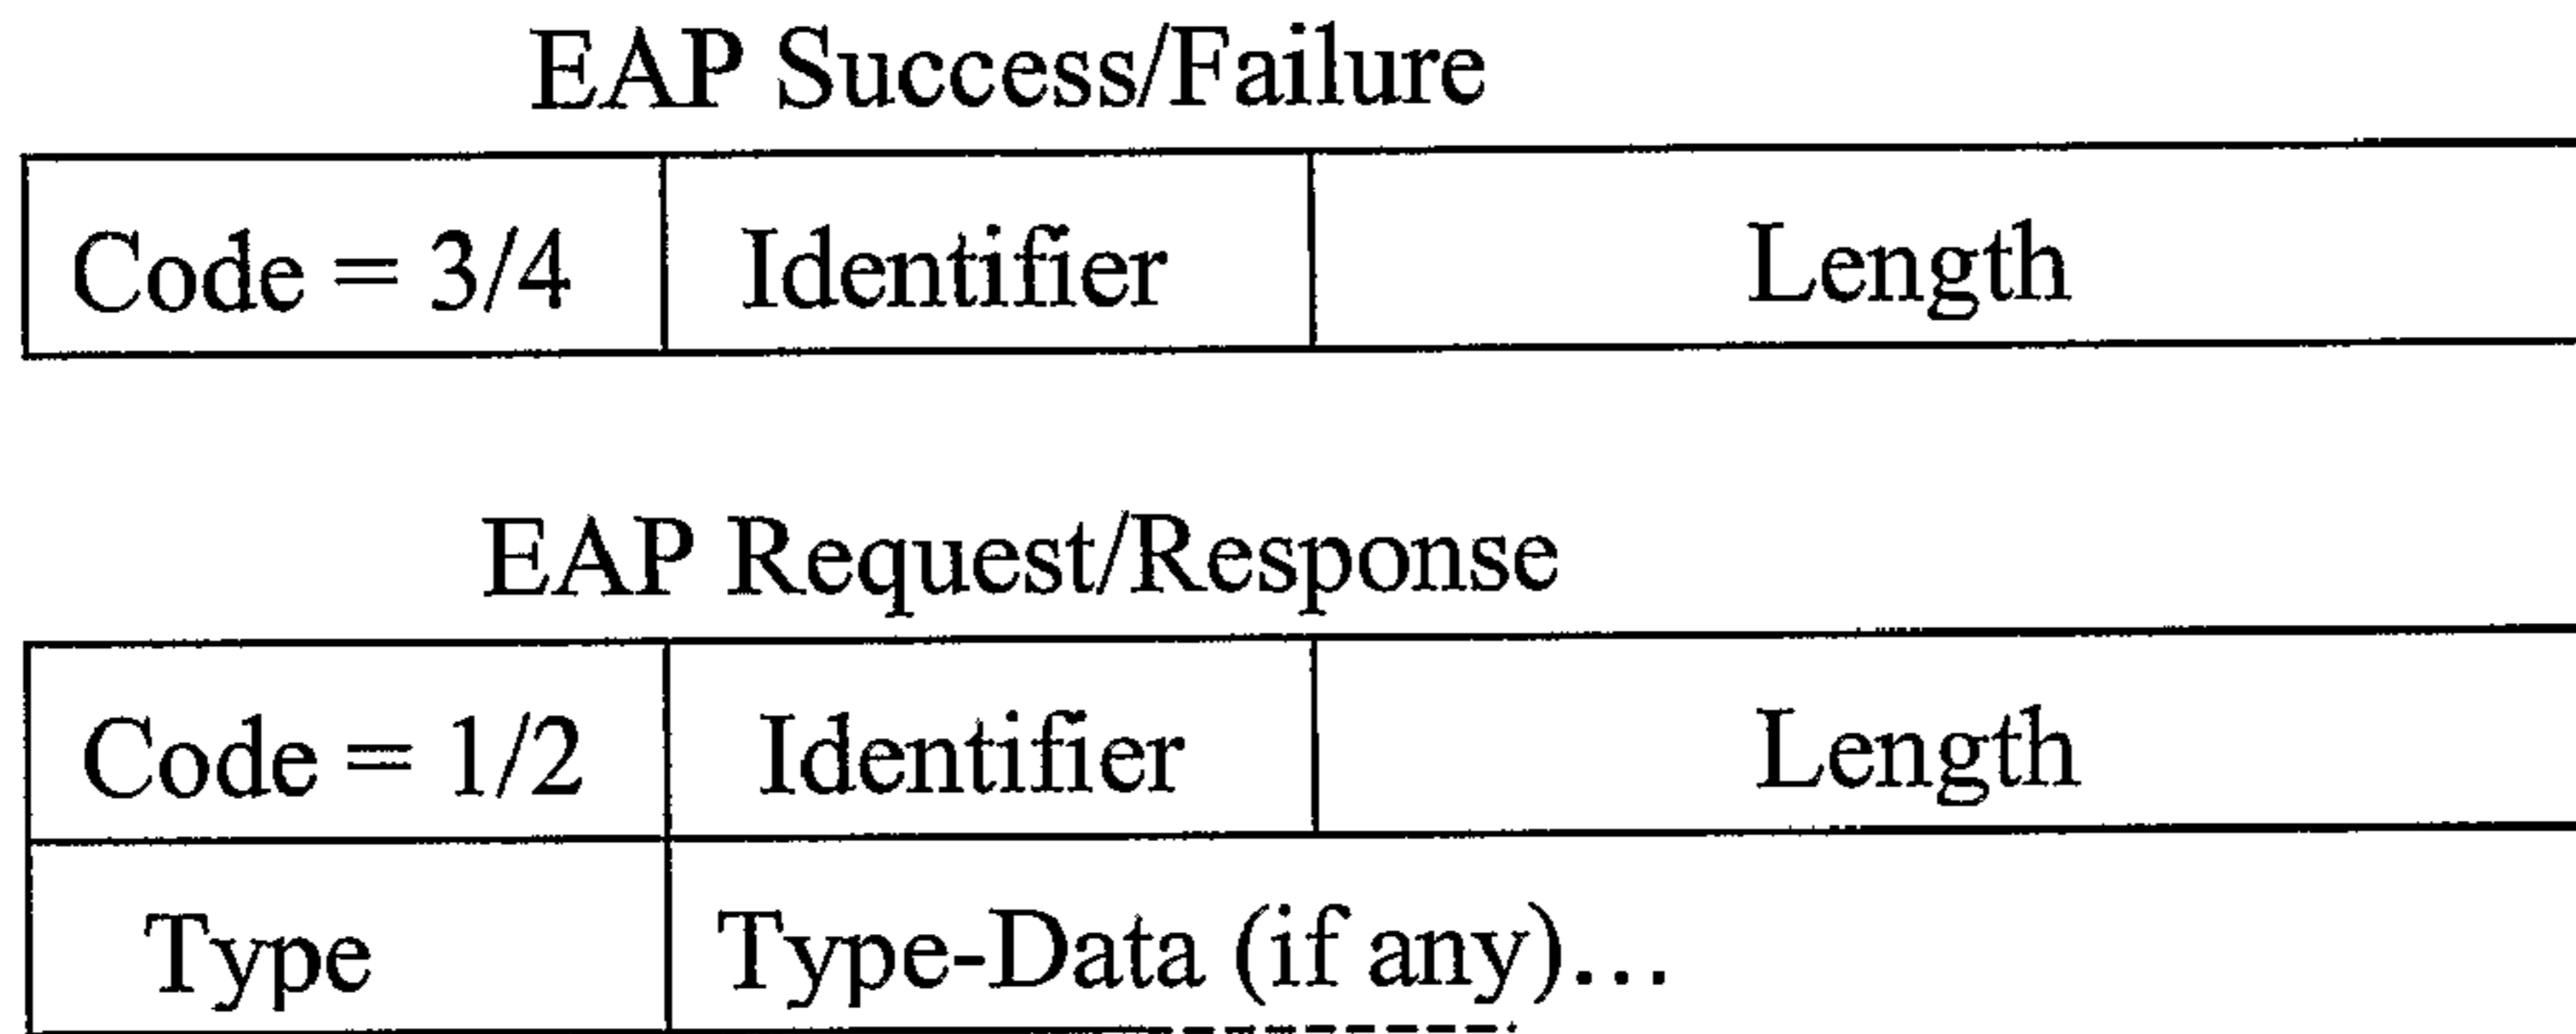 EAP Success/Failure
Code = 3/4 Identifier Length
EAP Request/Response
Code = 1/2 Identifier Length
Type Type-Data (if any)...